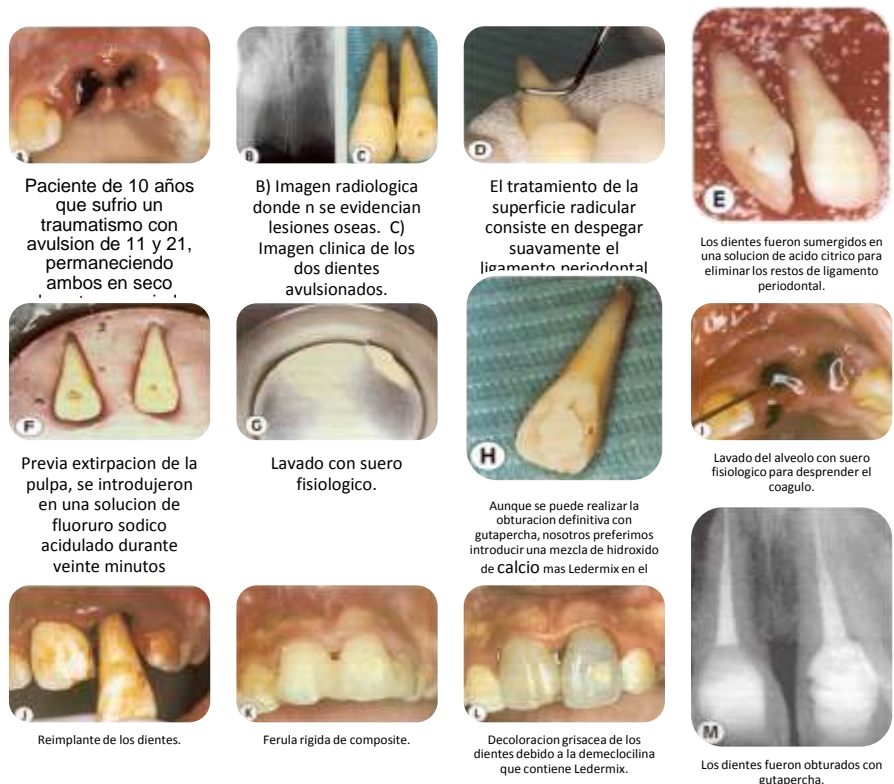 A
Paciente de 10 años
que sufrio un
traumatismo con
avulsion de 11 y 21,
permaneciendo
ambos en seco
B
C
B) Imagen radiologica
donde n se evidencian
lesiones oseas. C)
Imagen clinica de los
dos dientes
avulsionados.
D
El tratamiento de la
superficie radicular
consiste en despegar
suavemente el
ligamento periodontal
E
Los dientes fueron sumergidos en
una solucion de acido citrico para
eliminar los restos de ligamento
periodontal.
F
Previa extirpacion de la
pulpa, se introdujeron
en una solucion de
fluoruro sodico
acidulado durante
veinte minutos
G
Lavado con suero
fisiologico.
H
Aunque se puede realizar la
obturacion definitiva con
gutapercha, nosotros preferimos
introducir una mezcla de hidroxido
de calcio mas Ledermix en el
I
Lavado del alveolo con suero
fisiologico para desprender el
coagulo.
J
Reimplante de los dientes.
K
Ferula rigida de composite.
L
Decoloracion grisacea de los
dientes debido a la demeclocilina
que contiene Ledermix.
M
Los dientes fueron obturados con
gutapercha.